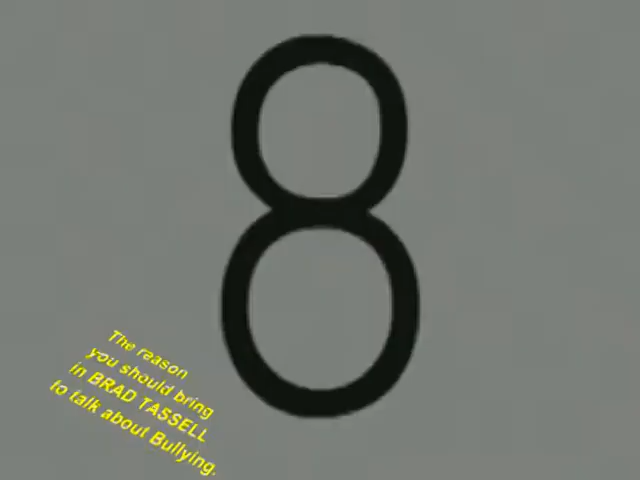 8
The reason
you should bring
in BRAD TASSELL
to talk about Bullying.